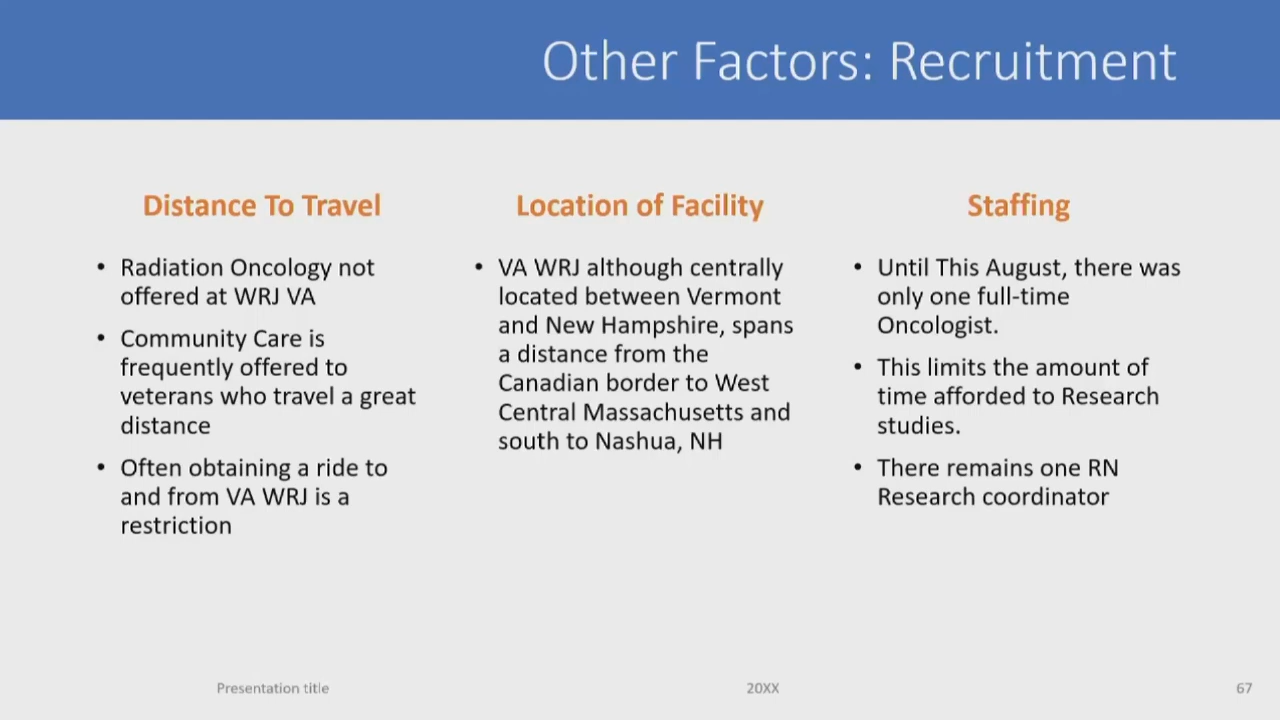 Other Factors: Recruitment
Distance To Travel
• Radiation Oncology not
offered at WRJ VA
• Community Care is
frequently offered to
veterans who travel a great
distance
• Often obtaining a ride to
and from VA WRJ is a
restriction
Location of Facility
• VA WRJ although centrally
located between Vermont
and New Hampshire, spans
a distance from the
Canadian border to West
Central Massachusetts and
south to Nashua, NH
Staffing
• Until This August, there was
only one full-time
Oncologist.
• This limits the amount of
time afforded to Research
studies.
• There remains one RN
Research coordinator
Presentation title
20XX
67